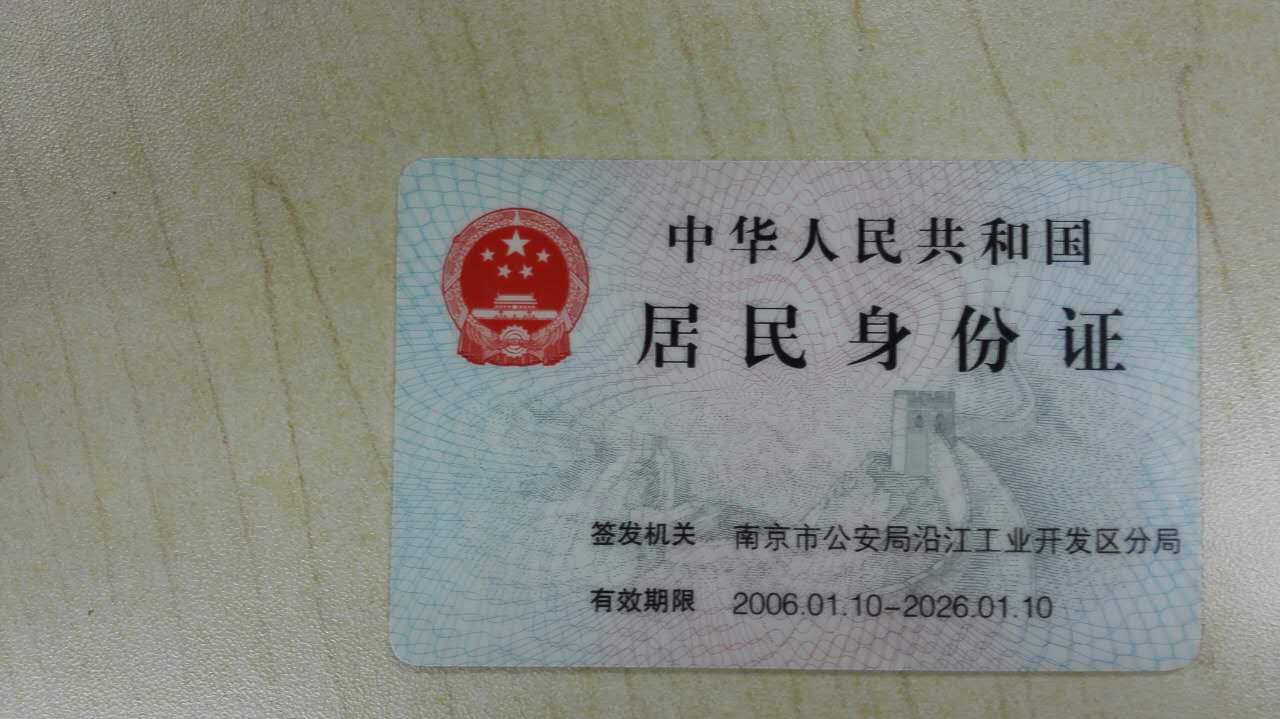 中华人民共和国
居民身份证
签发机关 南京市公安局沿江工业开发区分局
有效期限 2006.01.10-2026.01.10